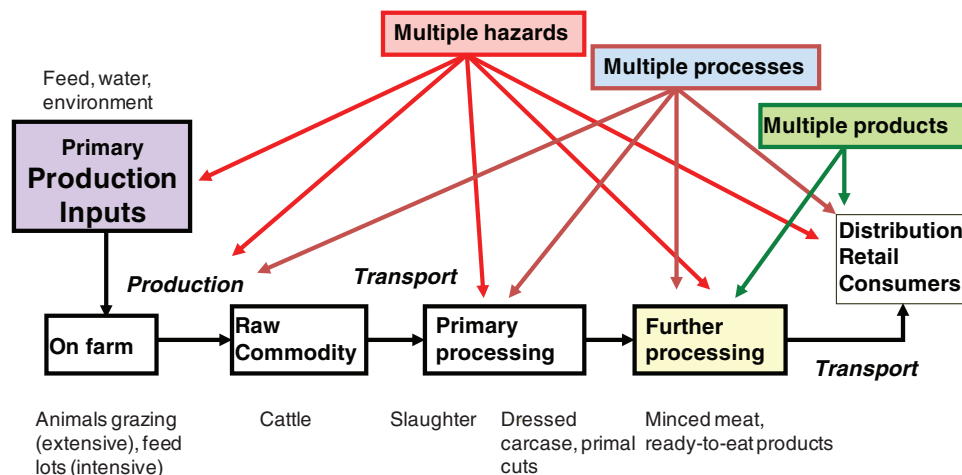 Multiple hazards
Multiple processes
Multiple products
Feed, water,
environment
Primary
Production
Inputs
Distribution
Retail
Consumers
Production
Transport
On farm
Raw
Commodity
Primary
processing
Further
processing
Transport
Animals grazing
(extensive), feed
lots (intensive)
Cattle
Slaughter
Dressed
carcase, primal
cuts
Minced meat,
ready-to-eat products